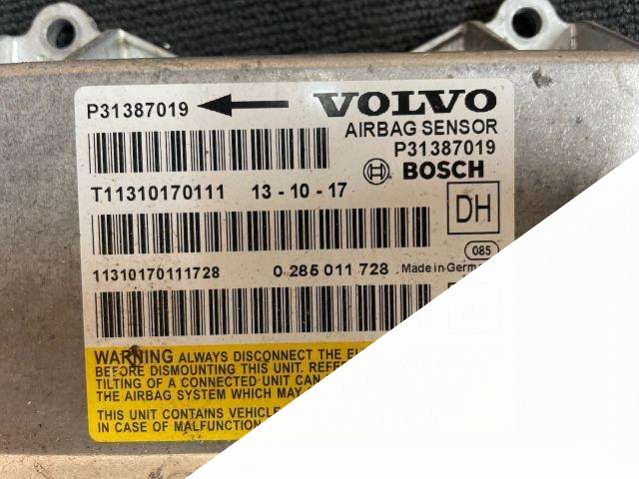 P31387019 VOLVO
AIRBAG SENSOR
P31387019
BOSCH
T11310170111 13-10-17
DH
085
11310170111728 0 285 011 728 Made in
WARNING ALWAYS DISCONNECT THE
BEFORE DISMOUNTING THIS UNIT.
TILTING OF A CONNECTED UNIT CAN
THE AIRBAG SYSTEM WHICH MAY
THIS UNIT CONTAINS
IN CASE OF MALFUNCTION